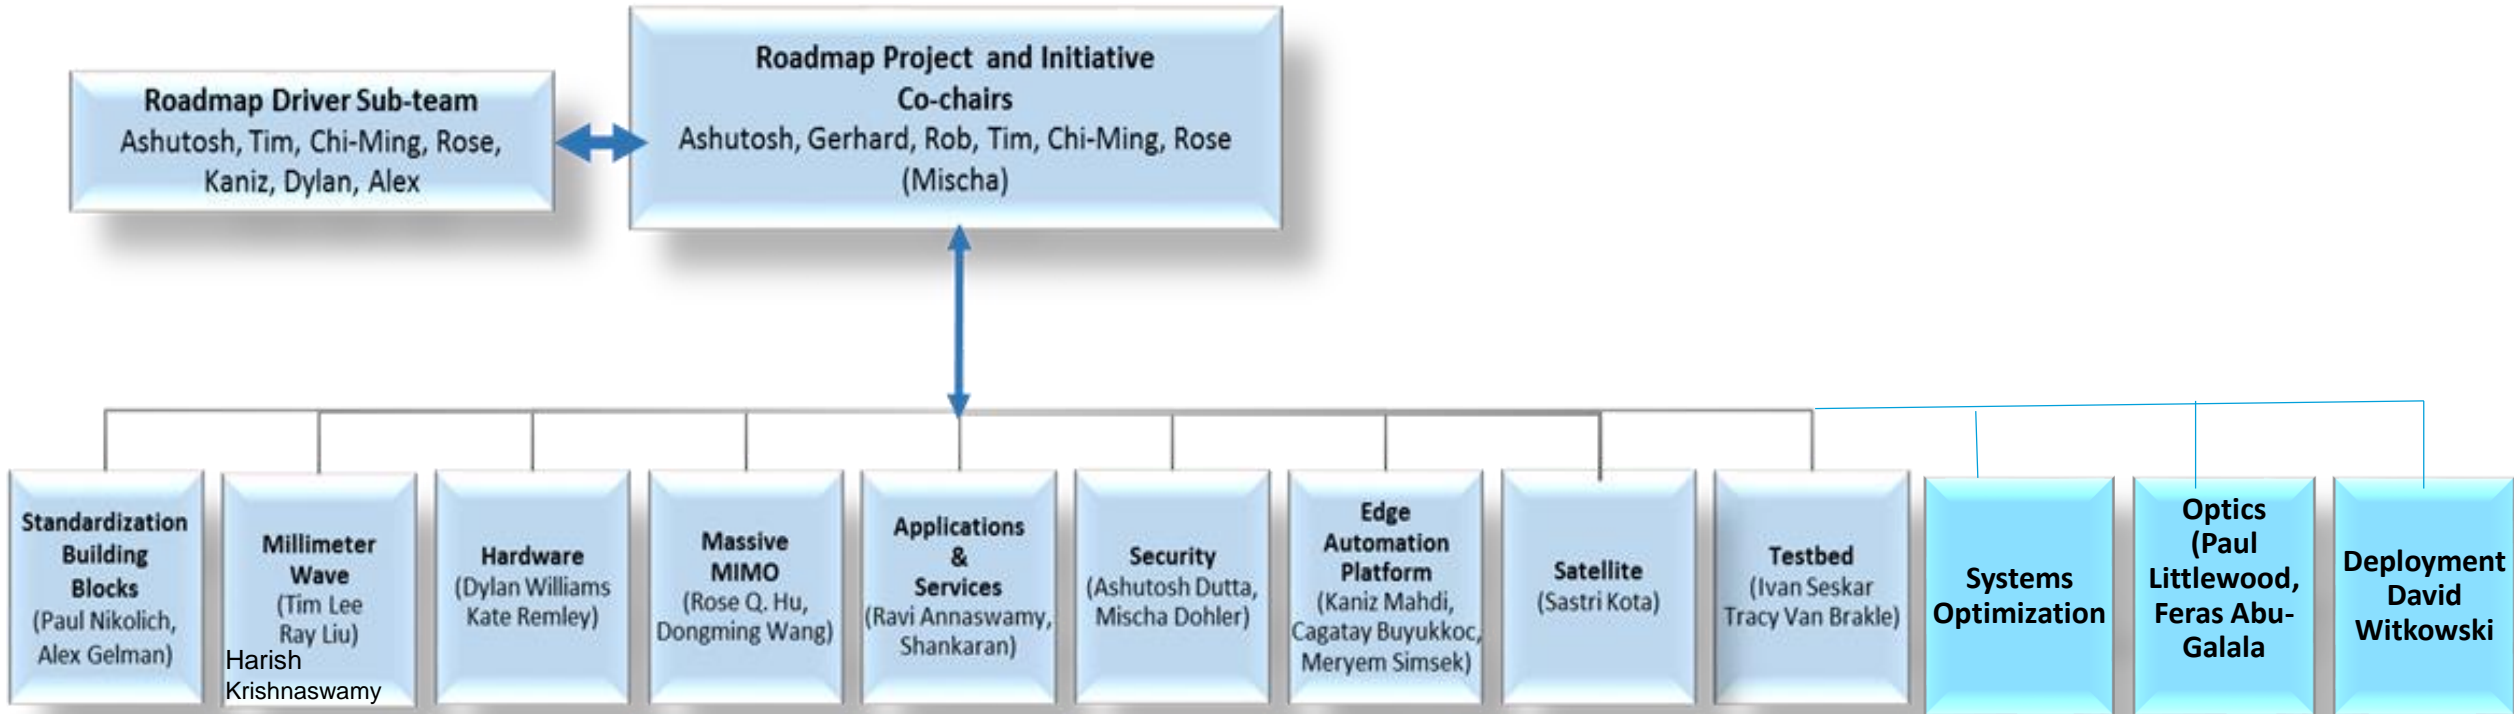 Roadmap Driver Sub-team
Ashutosh, Tim, Chi-Ming, Rose,
Kaniz, Dylan, Alex
Roadmap Project and Initiative
Co-chairs
Ashutosh, Gerhard, Rob, Tim, Chi-Ming, Rose
(Mischa)
Standardization
Building
Blocks
(Paul Nikolich,
Alex Gelman)
Millimeter
Wave
(Tim Lee
Ray Liu)
Harish
Krishnaswamy
Hardware
(Dylan Williams
Kate Remley)
Massive
MIMO
(Rose Q. Hu,
Dongming Wang)
Applications
&
Services
(Ravi Annaswamy,
Shankaran)
Security
(Ashutosh Dutta,
Mischa Dohler)
Edge
Automation
Platform
(Kaniz Mahdi,
Cagatay Buyukkoc,
Meryem Simsek)
Satellite
(Sastri Kota)
Testbed
(Ivan Seskar
Tracy Van Brakle)
Systems
Optimization
Optics
(Paul
Littlewood,
Feras Abu-
Galala
Deployment
David
Witkowski